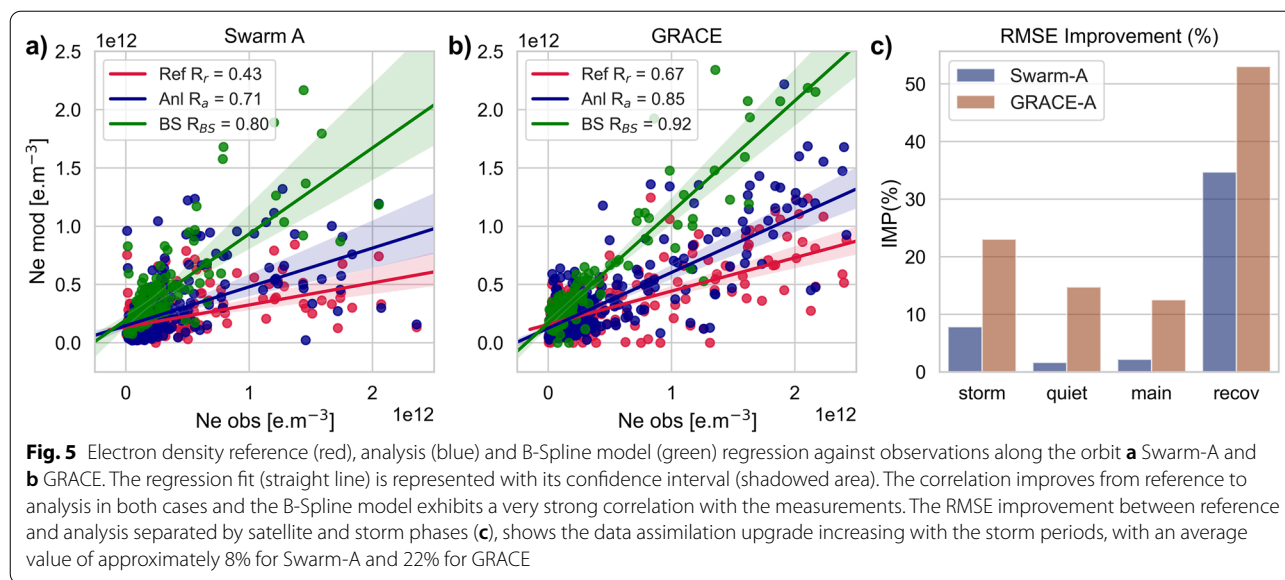 a)
Swarm A
1e12
2.5
2.0
1.5
1.0
0.5
0.0
Ref Rr = 0.43
Anl Ra = 0.71
BS RBS = 0.80
Ne mod [e.m−3]
0
1
2
1e12
Ne obs [e.m−3]
b)
GRACE
1e12
2.5
2.0
1.5
1.0
0.5
0.0
Ref Rr = 0.67
Anl Ra = 0.85
BS RBS = 0.92
0
1
2
1e12
Ne obs [e.m−3]
c)
RMSE Improvement (%)
Swarm-A
GRACE-A
IMP(%)
50
40
30
20
10
0
storm
quiet
main
recov
Fig. 5 Electron density reference (red), analysis (blue) and B-Spline model (green) regression against observations along the orbit a Swarm-A and
b GRACE. The regression fit (straight line) is represented with its confidence interval (shadowed area). The correlation improves from reference to
analysis in both cases and the B-Spline model exhibits a very strong correlation with the measurements. The RMSE improvement between reference
and analysis separated by satellite and storm phases (c), shows the data assimilation upgrade increasing with the storm periods, with an average
value of approximately 8% for Swarm-A and 22% for GRACE